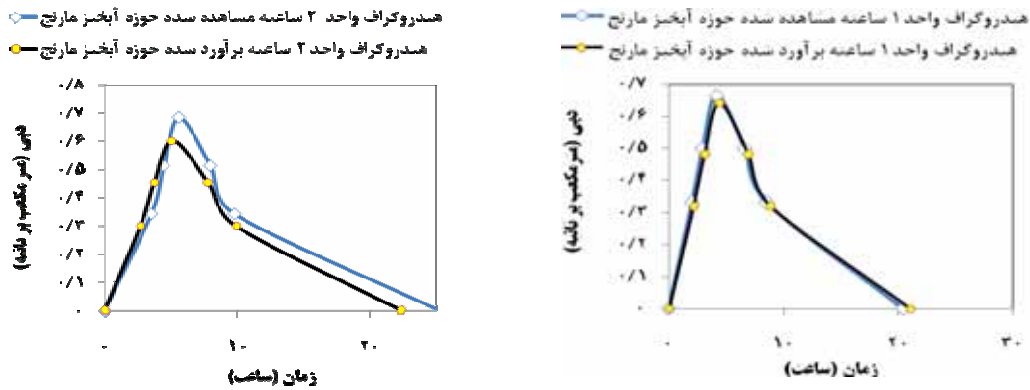 هیدروگراف واحد ۱ ساعته مشاهده شده حوزه آبخیز مارنج
هیدروگراف واحد ۱ ساعته برآورد شده حوزه آبخیز مارنج
۰/۷
۰/۶
۰/۵
۰/۴
۰/۳
۰/۲
۰/۱
۰
دبی (متر مکعب بر ثانیه)
۰ ۱۰ ۲۰ ۳۰
زمان (ساعت)
هیدروگراف واحد ۲ ساعته مشاهده شده حوزه آبخیز مارنج
هیدروگراف واحد ۲ ساعته برآورد شده حوزه آبخیز مارنج
۰/۸
۰/۷
۰/۶
۰/۵
۰/۴
۰/۳
۰/۲
۰/۱
۰
دبی (متر مکعب بر ثانیه)
۰ ۱۰ ۲۰
زمان (ساعت)